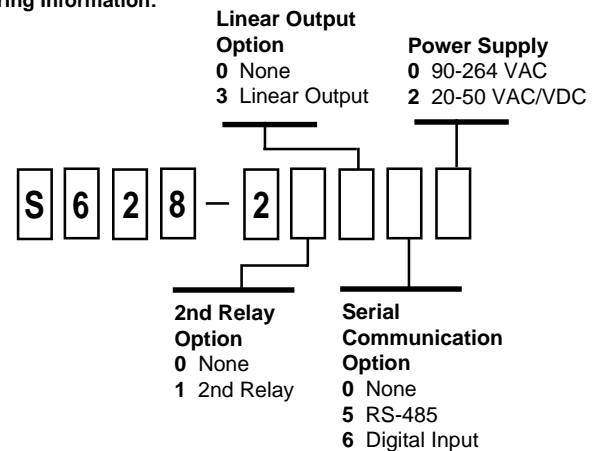 ring Information:
Linear Output
Option
0 None
3 Linear Output
Power Supply
0 90-264 VAC
2 20-50 VAC/VDC
S 6 2 8 – 2
2nd Relay
Option
0 None
1 2nd Relay
Serial
Communication
Option
0 None
5 RS-485
6 Digital Input